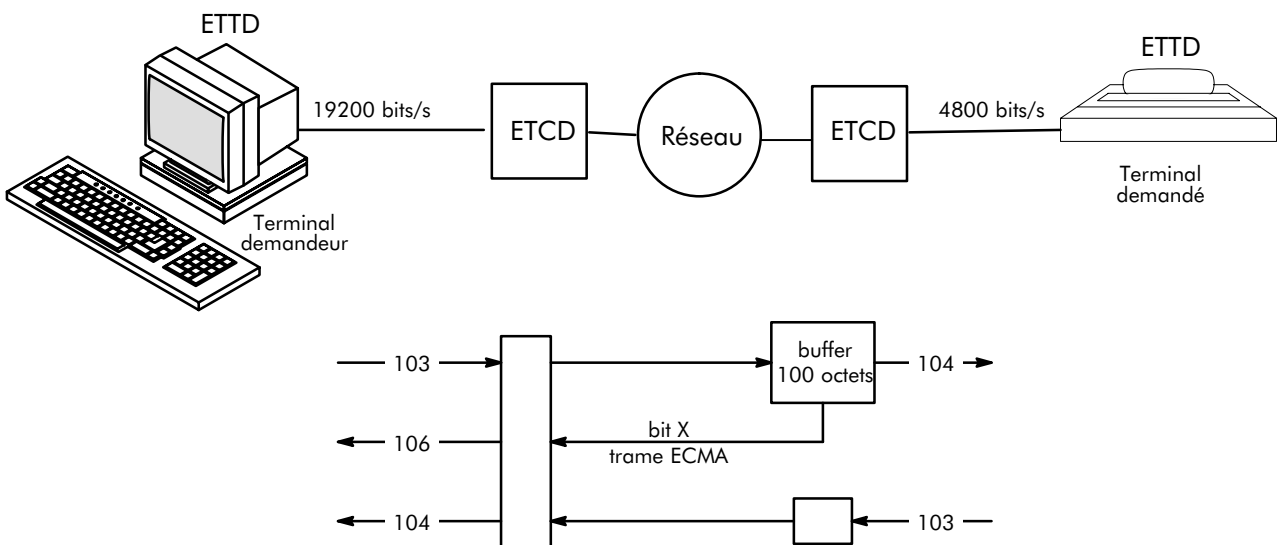 ETTD
ETTD
19200 bits/s
4800 bits/s
ETCD
Réseau
ETCD
Terminal
demandeur
Terminal
demandé
103
buffer
100 octets
104
106
bit X
trame ECMA
104
103